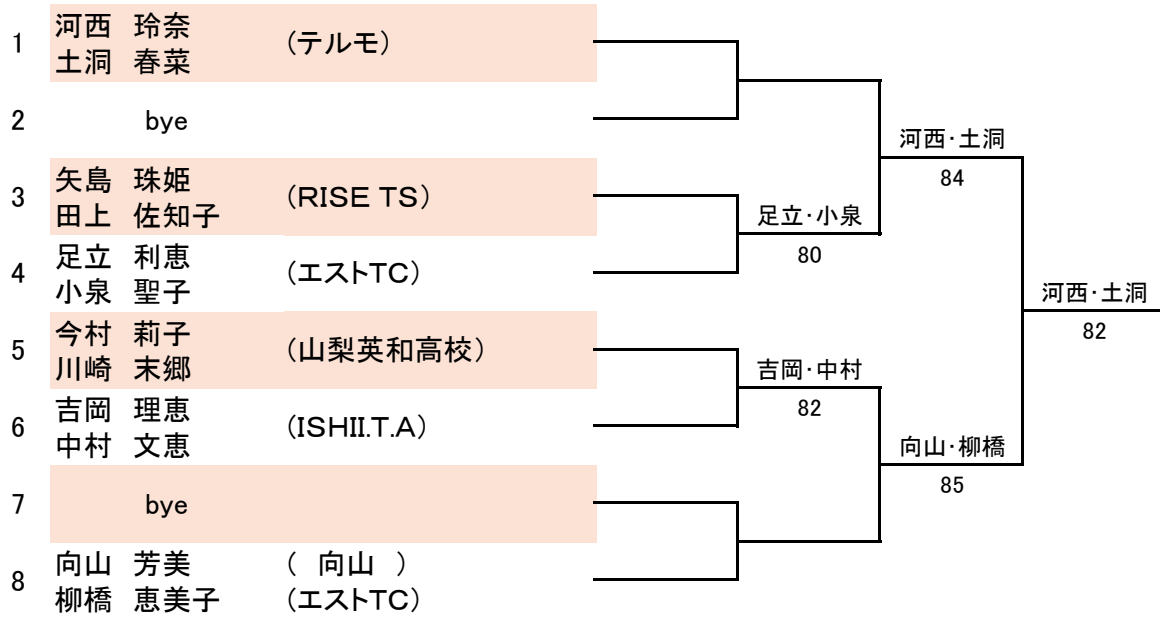 1 河西 玲奈 (テルモ)
土洞 春菜
2 bye
河西・土洞
84
3 矢島 珠姫 (RISE TS)
田上 佐知子
足立・小泉
80
4 足立 利恵 (エストTC)
小泉 聖子
河西・土洞
82
5 今村 莉子 (山梨英和高校)
川崎 末郷
吉岡・中村
82
6 吉岡 理恵 (ISHII.T.A)
中村 文恵
向山・柳橋
85
7 bye
8 向山 芳美 ( 向山 )
柳橋 恵美子 (エストTC)